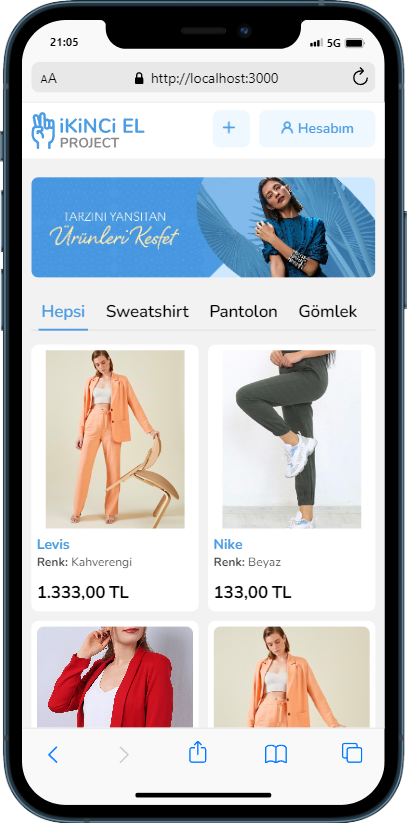 21:05
5G
AA
http://localhost:3000
iKiNCi EL
PROJECT
+
Hesabım
TARZINI YANSITAN
Ürünleri Keşfet
Hepsi Sweatshirt Pantolon Gömlek
Levis
Renk: Kahverengi
1.333,00 TL
Nike
Renk: Beyaz
133,00 TL